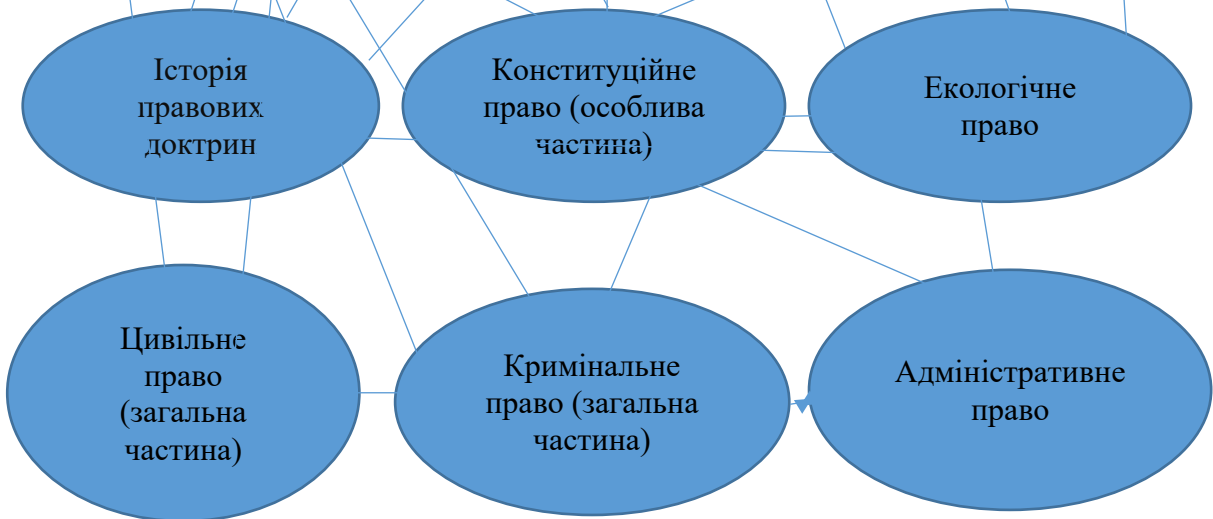 Історія
правових
доктрин
Конституційне
право (особлива
частина)
Екологічне
право
Цивільне
право
(загальна
частина)
Кримінальне
право (загальна
частина)
Адміністративне
право